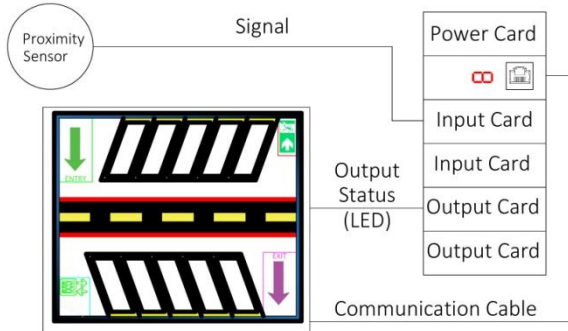 Proximity
Sensor
Signal
Power Card
Input Card
Input Card
Output Card
Output Card
Output
Status
(LED)
ENTRY
EXIT
Communication Cable